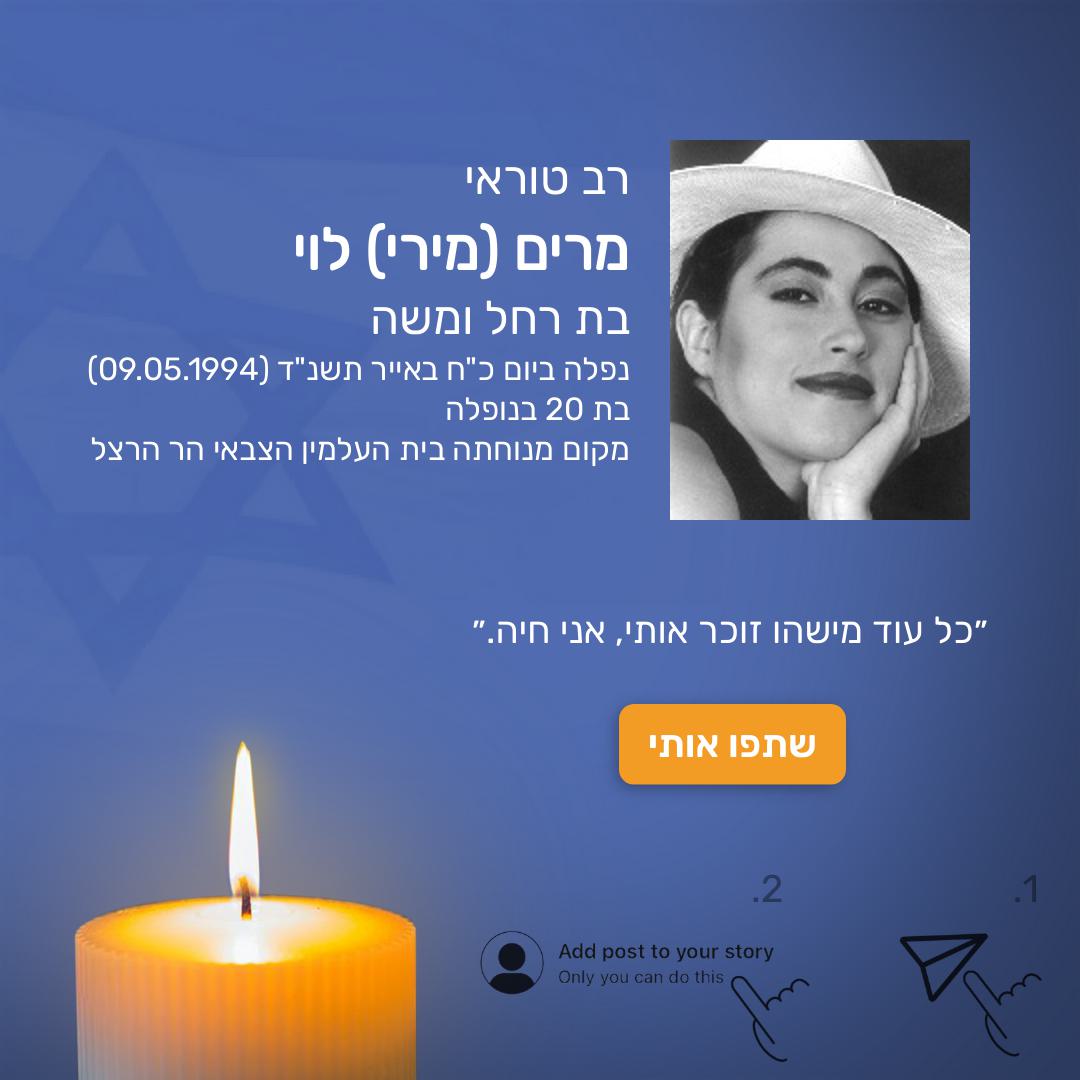 רב טוראי
מרים (מירי) לוי
בת רחל ומשה
נפלה ביום כ"ח באייר תשנ"ד (09.05.1994)
בת 20 בנופלה
מקום מנוחתה בית העלמין הצבאי הר הרצל
״כל עוד מישהו זוכר אותי, אני חיה.״
שתפו אותי
1.
2.
Add post to your story
Only you can do this